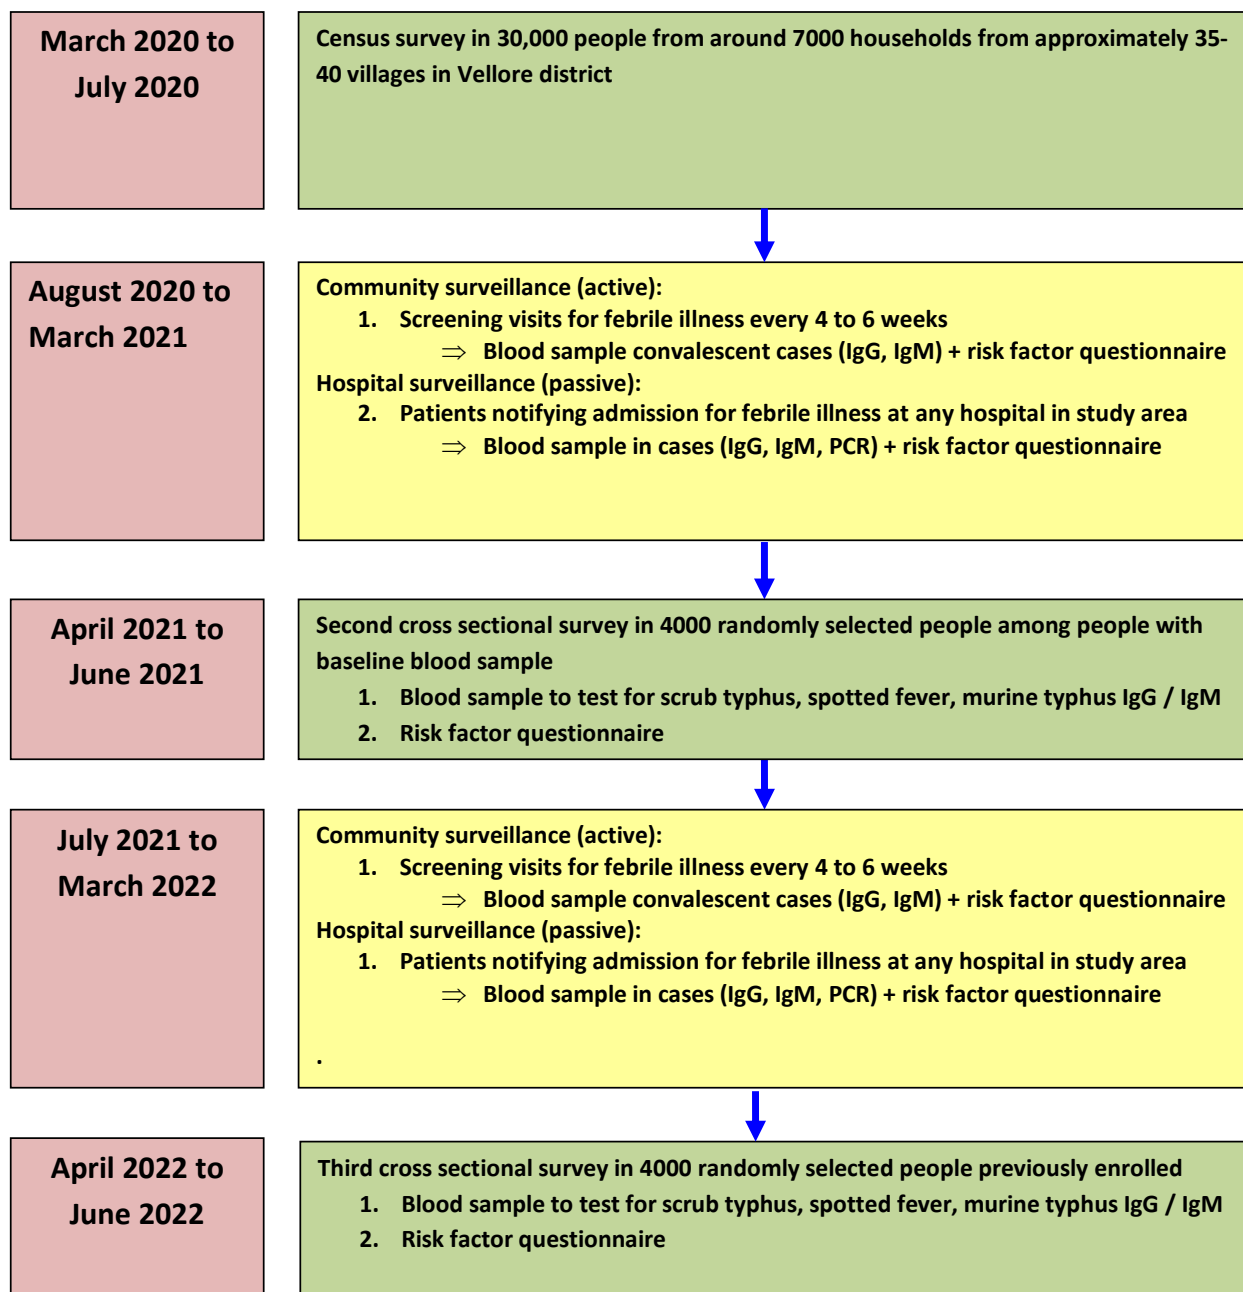 March 2020 to
July 2020
Census survey in 30,000 people from around 7000 households from approximately 35-
40 villages in Vellore district
August 2020 to
March 2021
Community surveillance (active):
1. Screening visits for febrile illness every 4 to 6 weeks
⇒ Blood sample convalescent cases (IgG, IgM) + risk factor questionnaire
Hospital surveillance (passive):
2. Patients notifying admission for febrile illness at any hospital in study area
⇒ Blood sample in cases (IgG, IgM, PCR) + risk factor questionnaire
April 2021 to
June 2021
Second cross sectional survey in 4000 randomly selected people among people with
baseline blood sample
1. Blood sample to test for scrub typhus, spotted fever, murine typhus IgG / IgM
2. Risk factor questionnaire
July 2021 to
March 2022
Community surveillance (active):
1. Screening visits for febrile illness every 4 to 6 weeks
⇒ Blood sample convalescent cases (IgG, IgM) + risk factor questionnaire
Hospital surveillance (passive):
1. Patients notifying admission for febrile illness at any hospital in study area
⇒ Blood sample in cases (IgG, IgM, PCR) + risk factor questionnaire
.
April 2022 to
June 2022
Third cross sectional survey in 4000 randomly selected people previously enrolled
1. Blood sample to test for scrub typhus, spotted fever, murine typhus IgG / IgM
2. Risk factor questionnaire